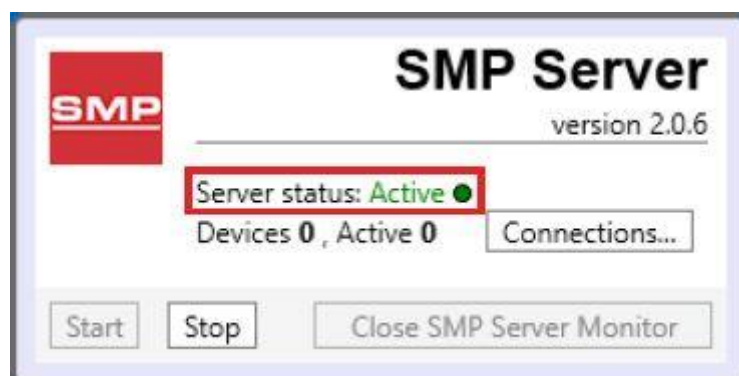 SMP
SMP Server
version 2.0.6
Server status: Active
Devices 0 , Active 0
Connections...
Start
Stop
Close SMP Server Monitor